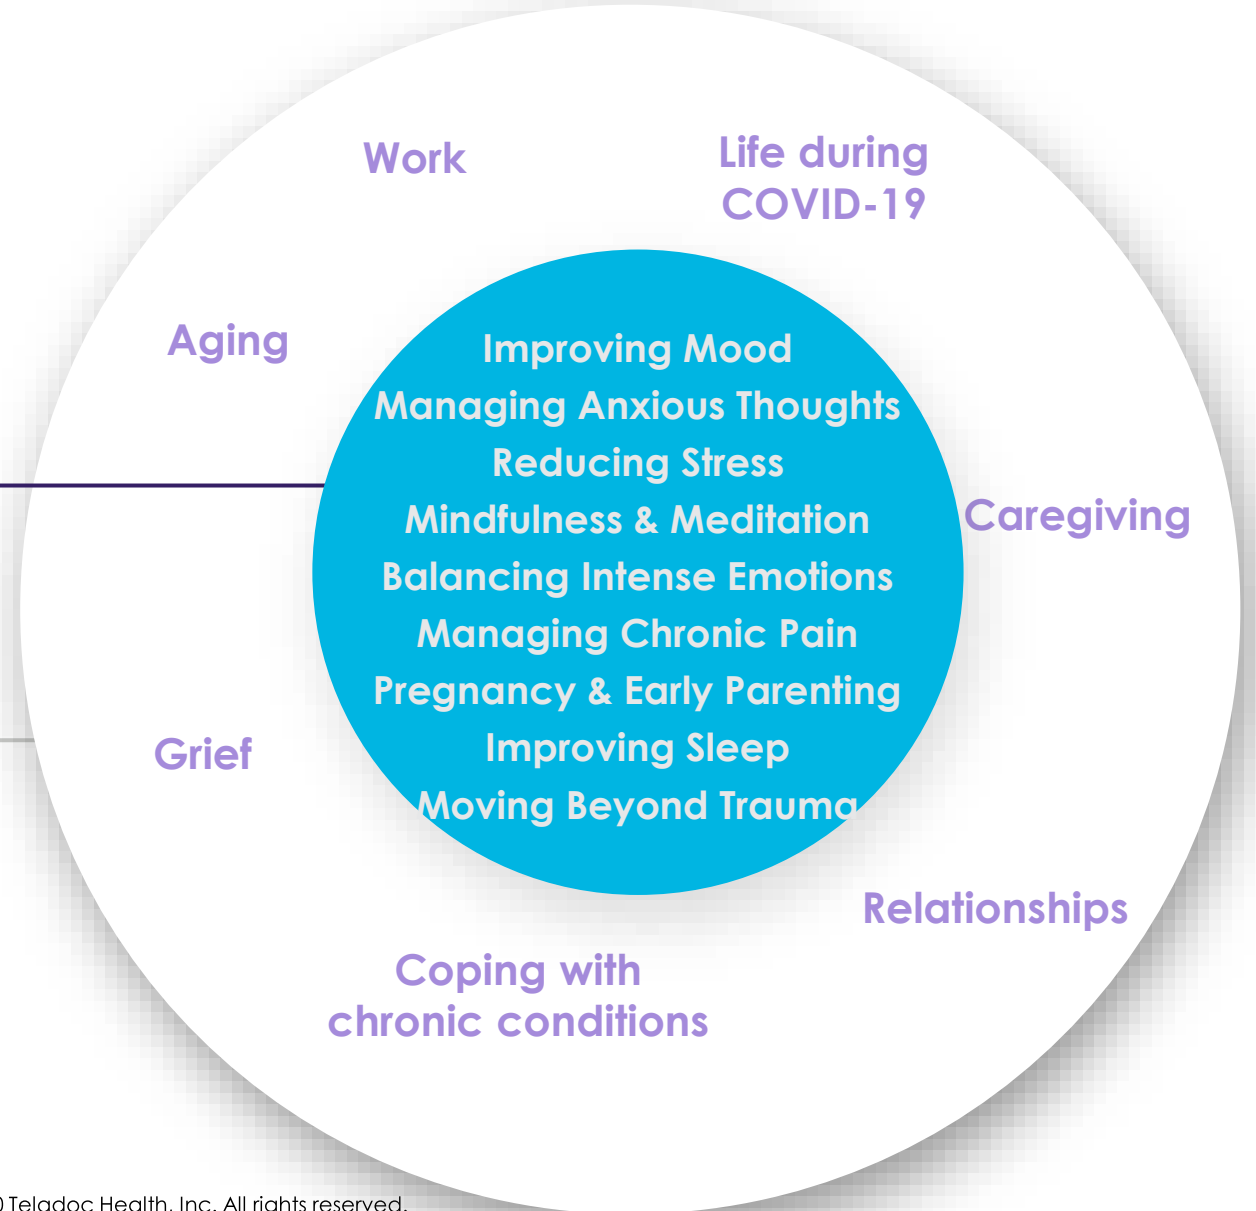 Work
Life during
COVID-19
Aging
Improving Mood
Managing Anxious Thoughts
Reducing Stress
Mindfulness & Meditation
Caregiving
Balancing Intense Emotions
Managing Chronic Pain
Pregnancy & Early Parenting
Improving Sleep
Grief
Moving Beyond Trauma
Relationships
Coping with
chronic conditions
Teladoc Health, Inc. All rights reserved.